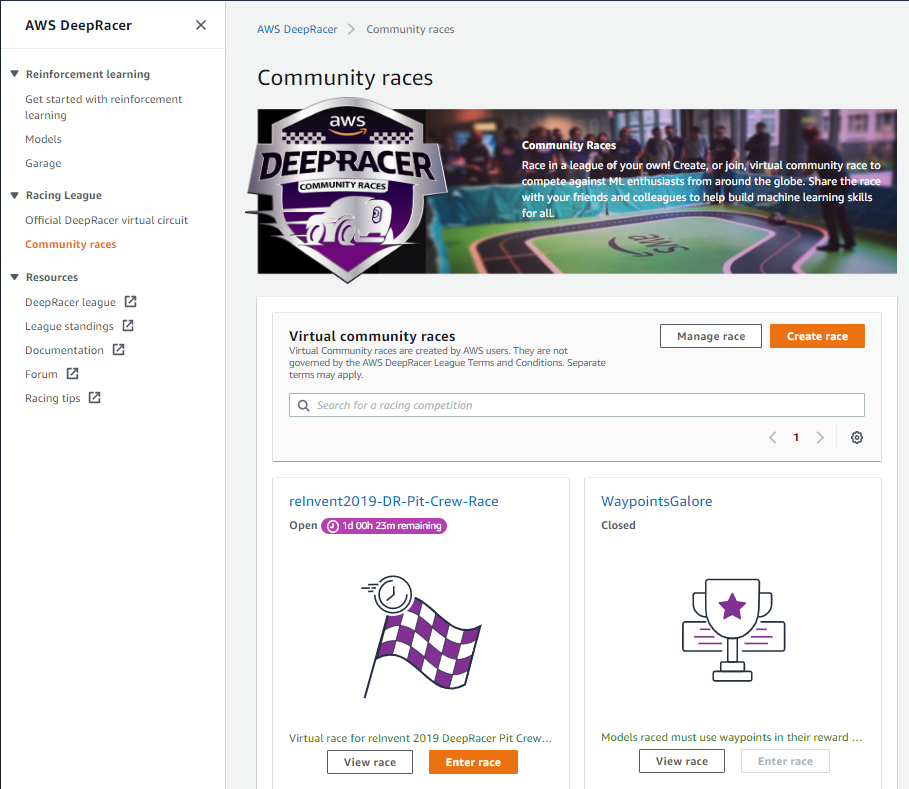 AWS DeepRacer
Reinforcement learning
Get started with reinforcement
learning
Models
Garage
Racing League
Official DeepRacer virtual circuit
Community races
Resources
DeepRacer league
League standings
Documentation
Forum
Racing tips
AWS DeepRacer > Community races
Community races
aws
DEEPRACER
COMMUNITY RACES
Community Races
Race in a league of your own! Create, or join, virtual community race to
compete against ML enthusiasts from around the globe. Share the race
with your friends and colleagues to help build machine learning skills
for all.
aws
Virtual community races
Virtual Community races are created by AWS users. They are not
governed by the AWS DeepRacer League Terms and Conditions. Separate
terms may apply.
Manage race
Create race
Search for a racing competition
1
reInvent2019-DR-Pit-Crew-Race
Open 1d 00h 23m remaining
Virtual race for reInvent 2019 DeepRacer Pit Crew...
View race
Enter race
WaypointsGalore
Closed
Models raced must use waypoints in their reward ...
View race
Enter race